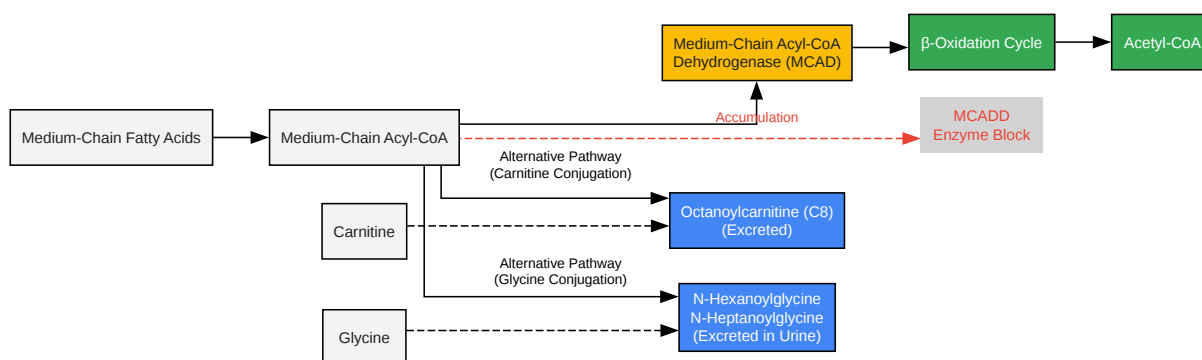 Medium-Chain Acyl-CoA
Dehydrogenase (MCAD)
β-Oxidation Cycle
Acetyl-CoA
Medium-Chain Fatty Acids
Medium-Chain Acyl-CoA
Accumulation
MCADD
Enzyme Block
Alternative Pathway
(Carnitine Conjugation)
Carnitine
Octanoylcarnitine (C8)
(Excreted)
Alternative Pathway
(Glycine Conjugation)
Glycine
N-Hexanoylglycine
N-Heptanoylglycine
(Excreted in Urine)